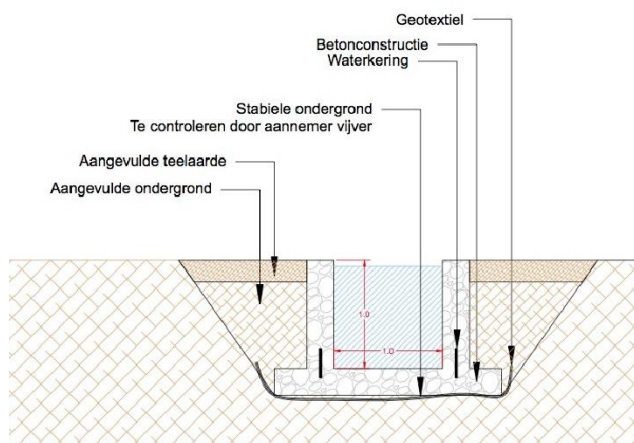 Geotextiel
Betonconstructie
Waterkering
Stabiele ondergrond
Te controleren door aannemer vijver
Aangevulde teelaarde
Aangevulde ondergrond
1.0
1.0